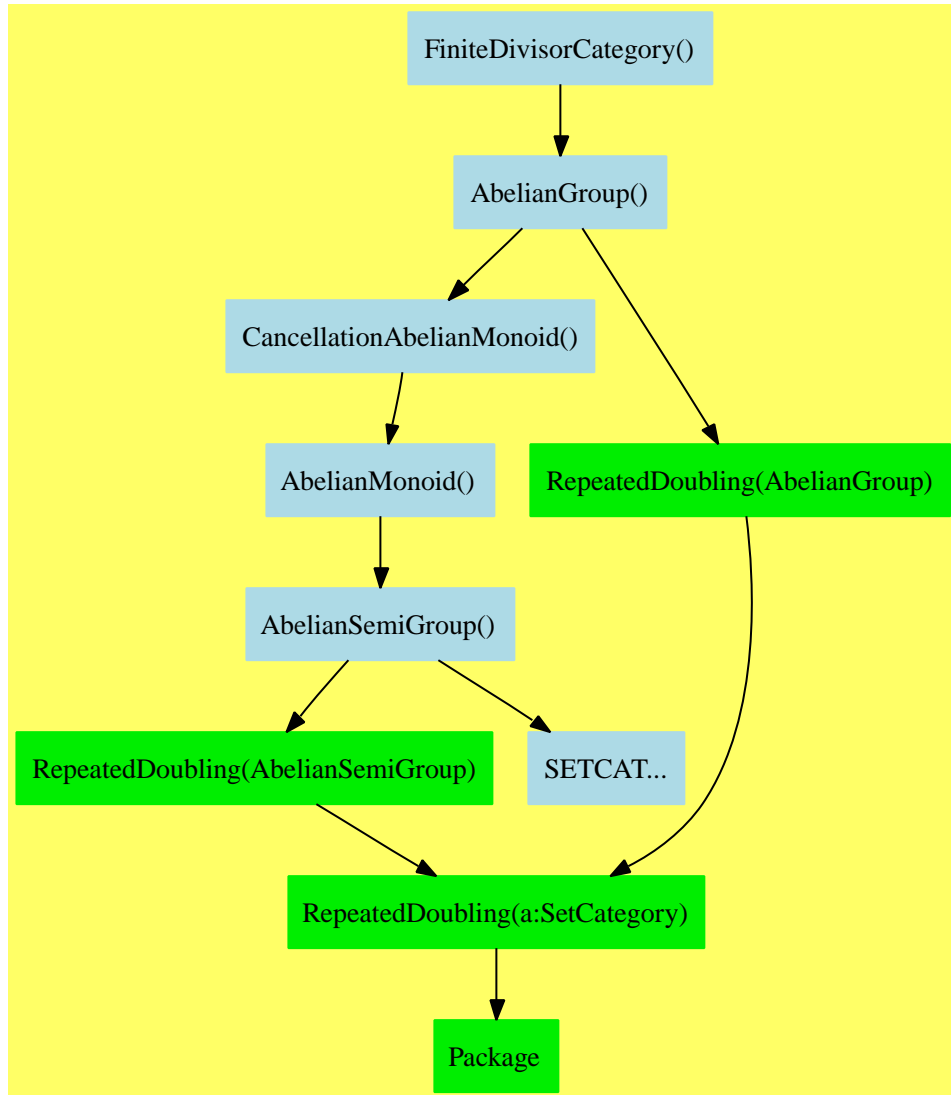 FiniteDivisorCategory()
AbelianGroup()
CancellationAbelianMonoid()
AbelianMonoid()
RepeatedDoubling(AbelianGroup)
AbelianSemiGroup()
RepeatedDoubling(AbelianSemiGroup)
SETCAT...
RepeatedDoubling(a:SetCategory)
Package